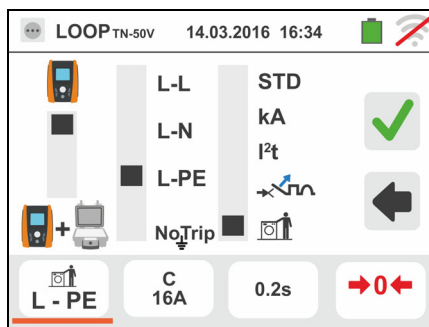 LOOP TN-50V 14.03.2016 16:34
L-L STD
L-N kA
I²t
L-PE
NoTrip
L - PE
C
16A
0.2s
0